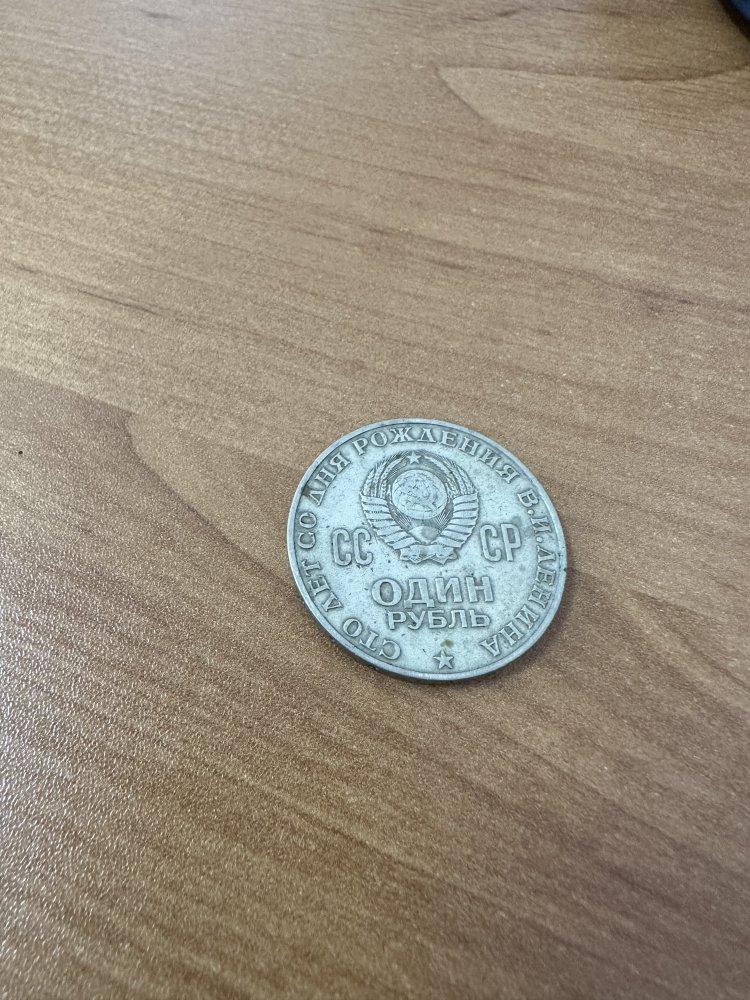 СТО ЛЕТ СО ДНЯ РОЖДЕНИЯ В.И.ЛЕНИНА
СС СР
ОДИН
РУБЛЬ